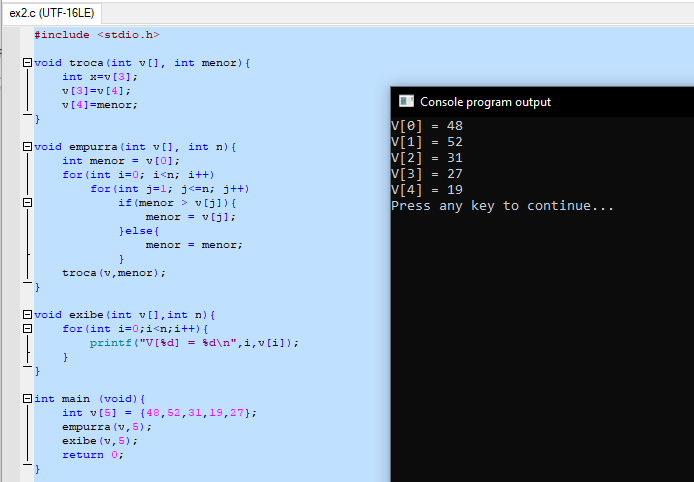 ex2.c (UTF-16LE)
#include <stdio.h>
void troca(int v[], int menor){
int x=v[3];
v[3]=v[4];
v[4]=menor;
}
void empurra(int v[], int n){
int menor = v[0];
for(int i=0; i<n; i++)
for(int j=1; j<=n; j++)
if(menor > v[j]){
menor = v[j];
}else{
menor = menor;
}
troca(v,menor);
}
void exibe(int v[],int n){
for(int i=0;i<n;i++){
printf("V[%d] = %d\n",i,v[i]);
}
}
int main (void){
int v[5] = {48,52,31,19,27};
empurra(v,5);
exibe(v,5);
return 0;
}
Console program output
V[0] = 48
V[1] = 52
V[2] = 31
V[3] = 27
V[4] = 19
Press any key to continue...